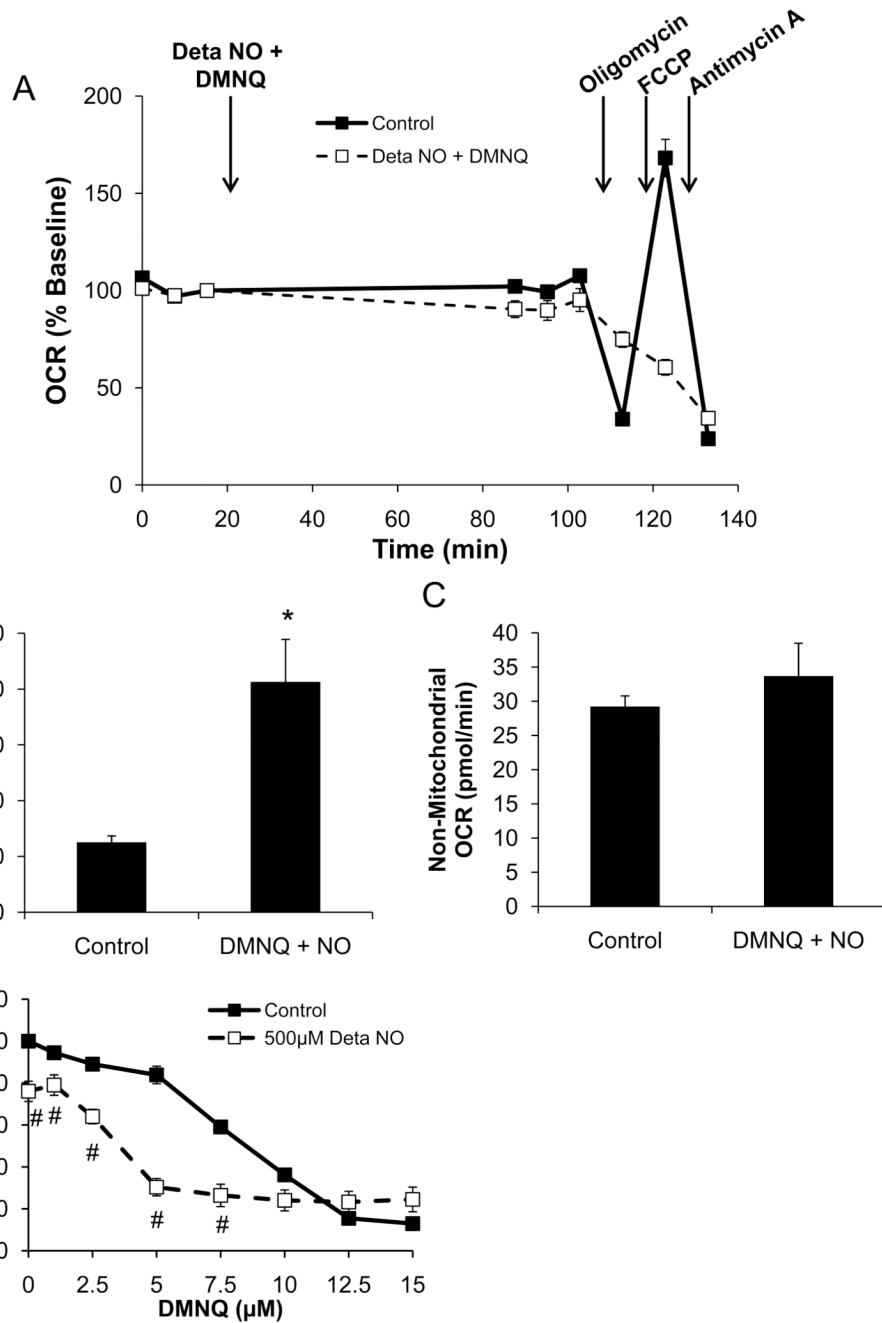 A
Deta NO +
DMNQ
Oligomycin
FCCP
Antimycin A
Control
Deta NO + DMNQ
OCR (% Baseline)
200
150
100
50
0
0 20 40 60 80 100 120 140
Time (min)
*
Control DMNQ + NO
C
Non-Mitochondrial
OCR (pmol/min)
40
35
30
25
20
15
10
5
0
Control DMNQ + NO
Control
500µM Deta NO
# #
#
#
#
0 2.5 5 7.5 10 12.5 15
DMNQ (µM)